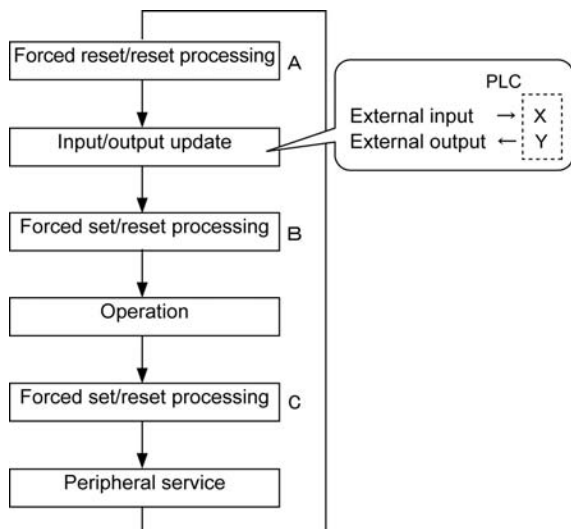 Forced reset/reset processing A
PLC
External input → X
Input/output update
External output ← Y
Forced set/reset processing B
Operation
Forced set/reset processing C
Peripheral service